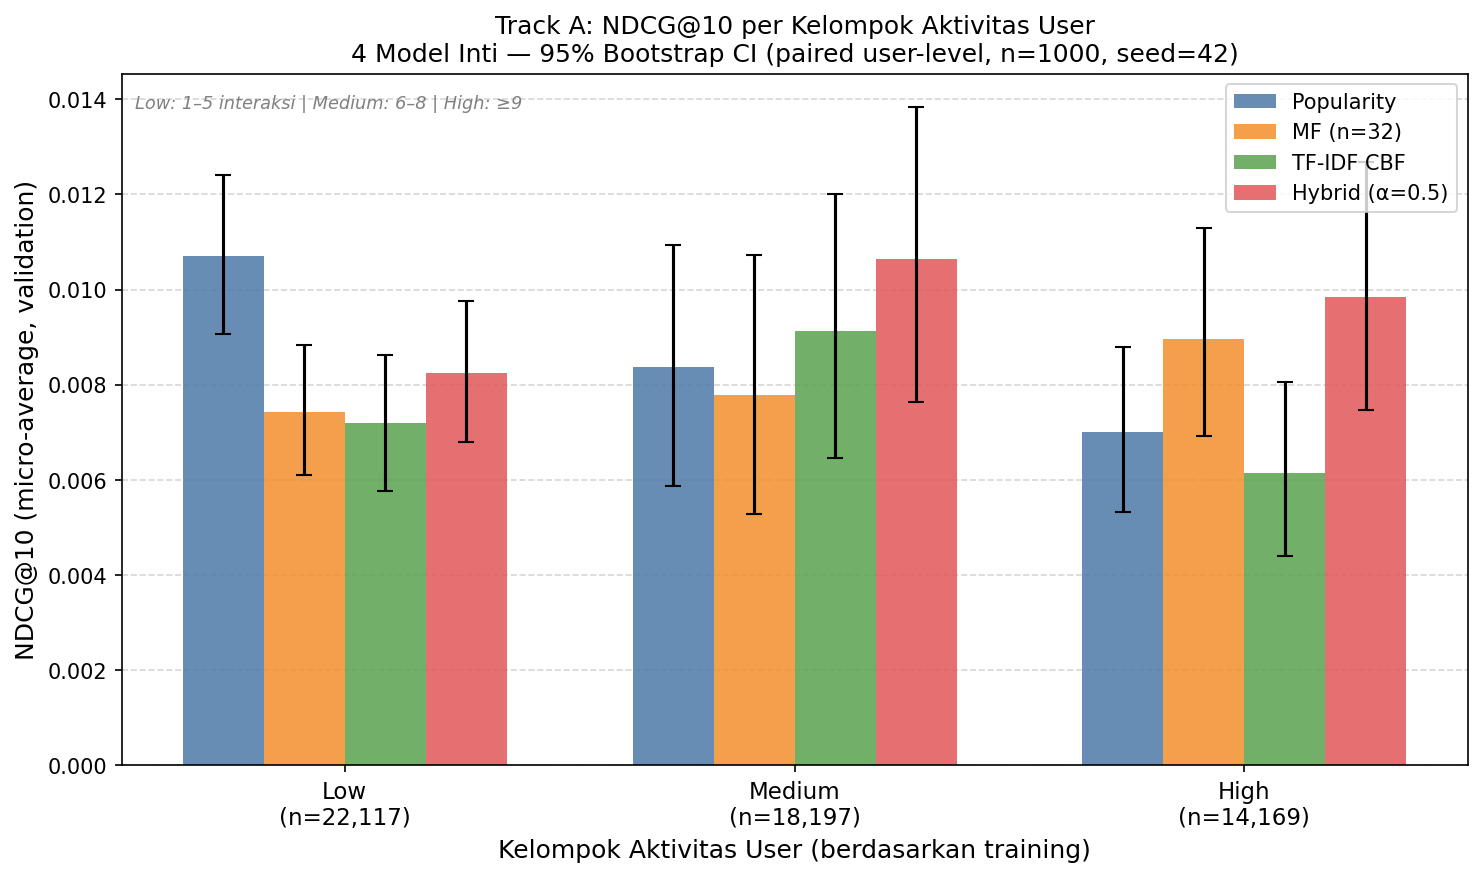 Track A: NDCG@10 per Kelompok Aktivitas User
4 Model Inti — 95% Bootstrap CI (paired user-level, n=1000, seed=42)
Low: 1–5 interaksi | Medium: 6–8 | High: ≥9
Popularity
MF (n=32)
TF-IDF CBF
Hybrid (α=0.5)
NDCG@10 (micro-average, validation)
0.014
0.012
0.010
0.008
0.006
0.004
0.002
0.000
Low
(n=22,117)
Medium
(n=18,197)
High
(n=14,169)
Kelompok Aktivitas User (berdasarkan training)